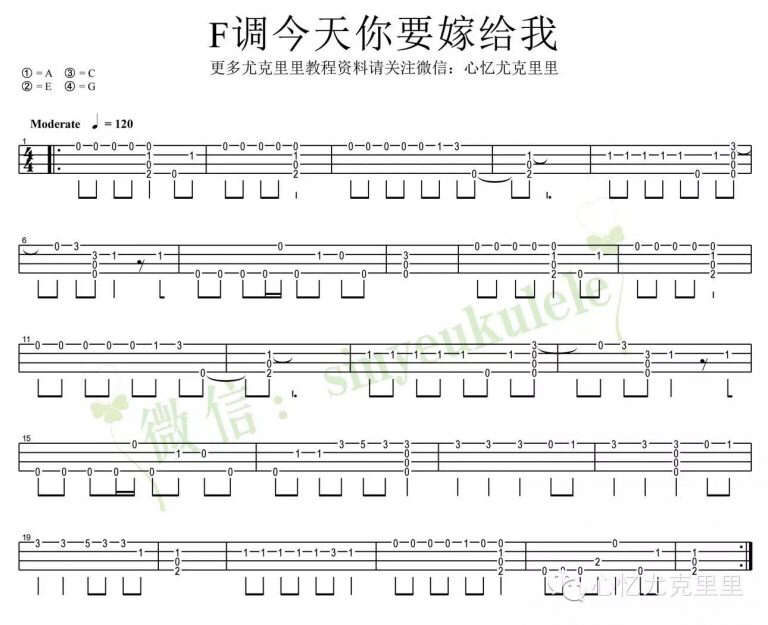 F调今天你要嫁给我
更多尤克里里教程资料请关注微信：心忆尤克里里
① = A ③ = C
② = E ④ = G
Moderate ♩ = 120
1
4/4
6
11
15
19
微信：sinyeukulele
心忆尤克里里